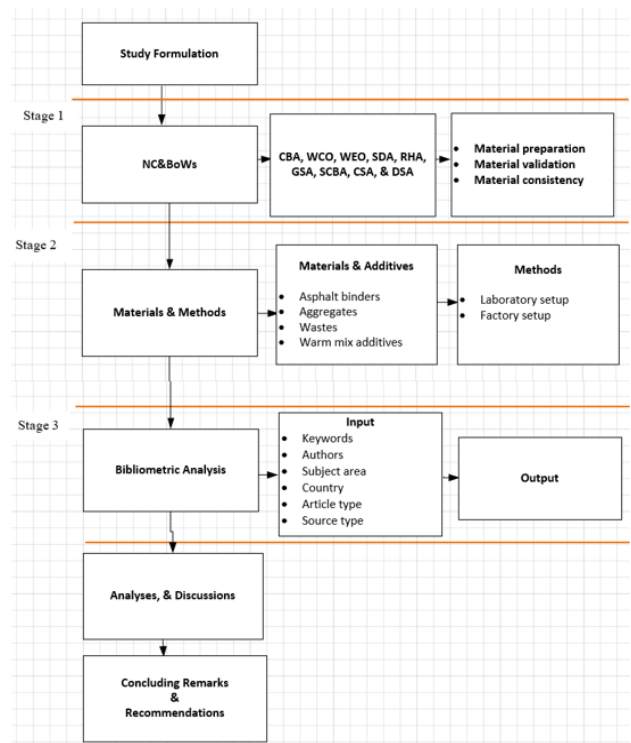 Study Formulation
Stage 1
NC&BoWs
CBA, WCO, WEO, SDA, RHA,
GSA, SCBA, CSA, & DSA
• Material preparation
• Material validation
• Material consistency
Stage 2
Materials & Methods
Materials & Additives
• Asphalt binders
• Aggregates
• Wastes
• Warm mix additives
Methods
• Laboratory setup
• Factory setup
Stage 3
Bibliometric Analysis
Input
• Keywords
• Authors
• Subject area
• Country
• Article type
• Source type
Output
Analyses, & Discussions
Concluding Remarks
&
Recommendations